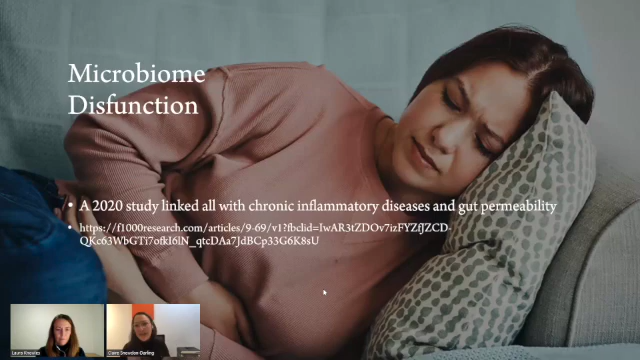 Microbiome
Disfunction
• A 2020 study linked all with chronic inflammatory diseases and gut permeability
• https://f1000research.com/articles/9-69/v1?fbclid=IwAR3tZDOv7izFYZfJZCD-
QKc63WbGTi7ofkI6lN_qtcDAa7JdBCp33G6K8sU
Laura Knowles
Claire Snowdon-Darling